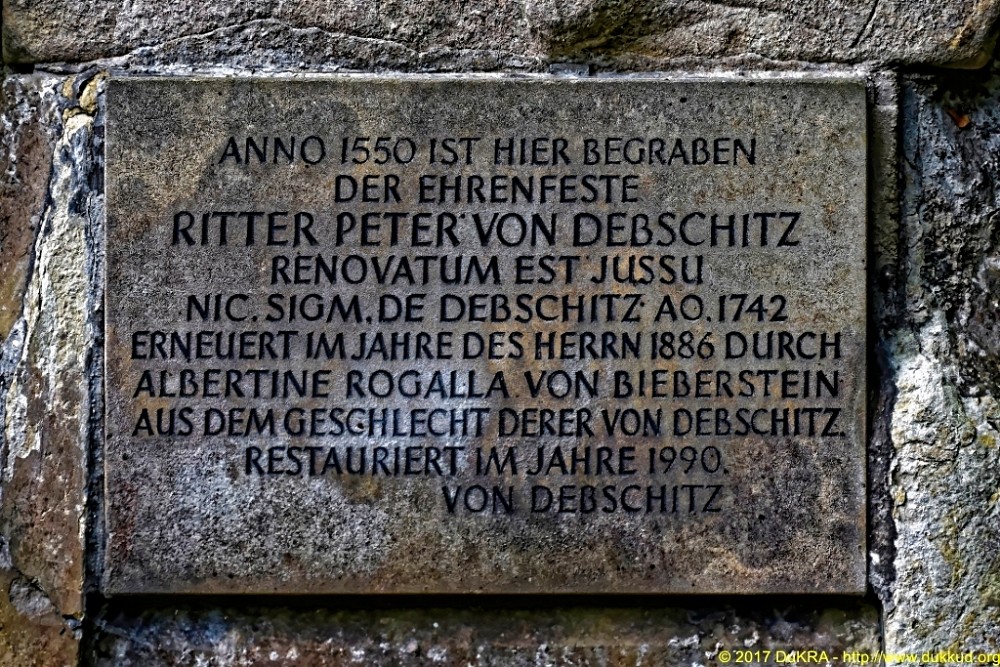 ANNO 1550 IST HIER BEGRABEN
DER EHRENFESTE
RITTER PETER VON DEBSCHITZ
RENOVATUM EST JUSSU
NIC. SIGM. DE DEBSCHITZ AO. 1742
ERNEUERT IM JAHRE DES HERRN 1886 DURCH
ALBERTINE ROGALLA VON BIEBERSTEIN
AUS DEM GESCHLECHT DERER VON DEBSCHITZ.
RESTAURIERT IM JAHRE 1990.
VON DEBSCHITZ
© 2017 DuKRA - http://www.dukkud.org